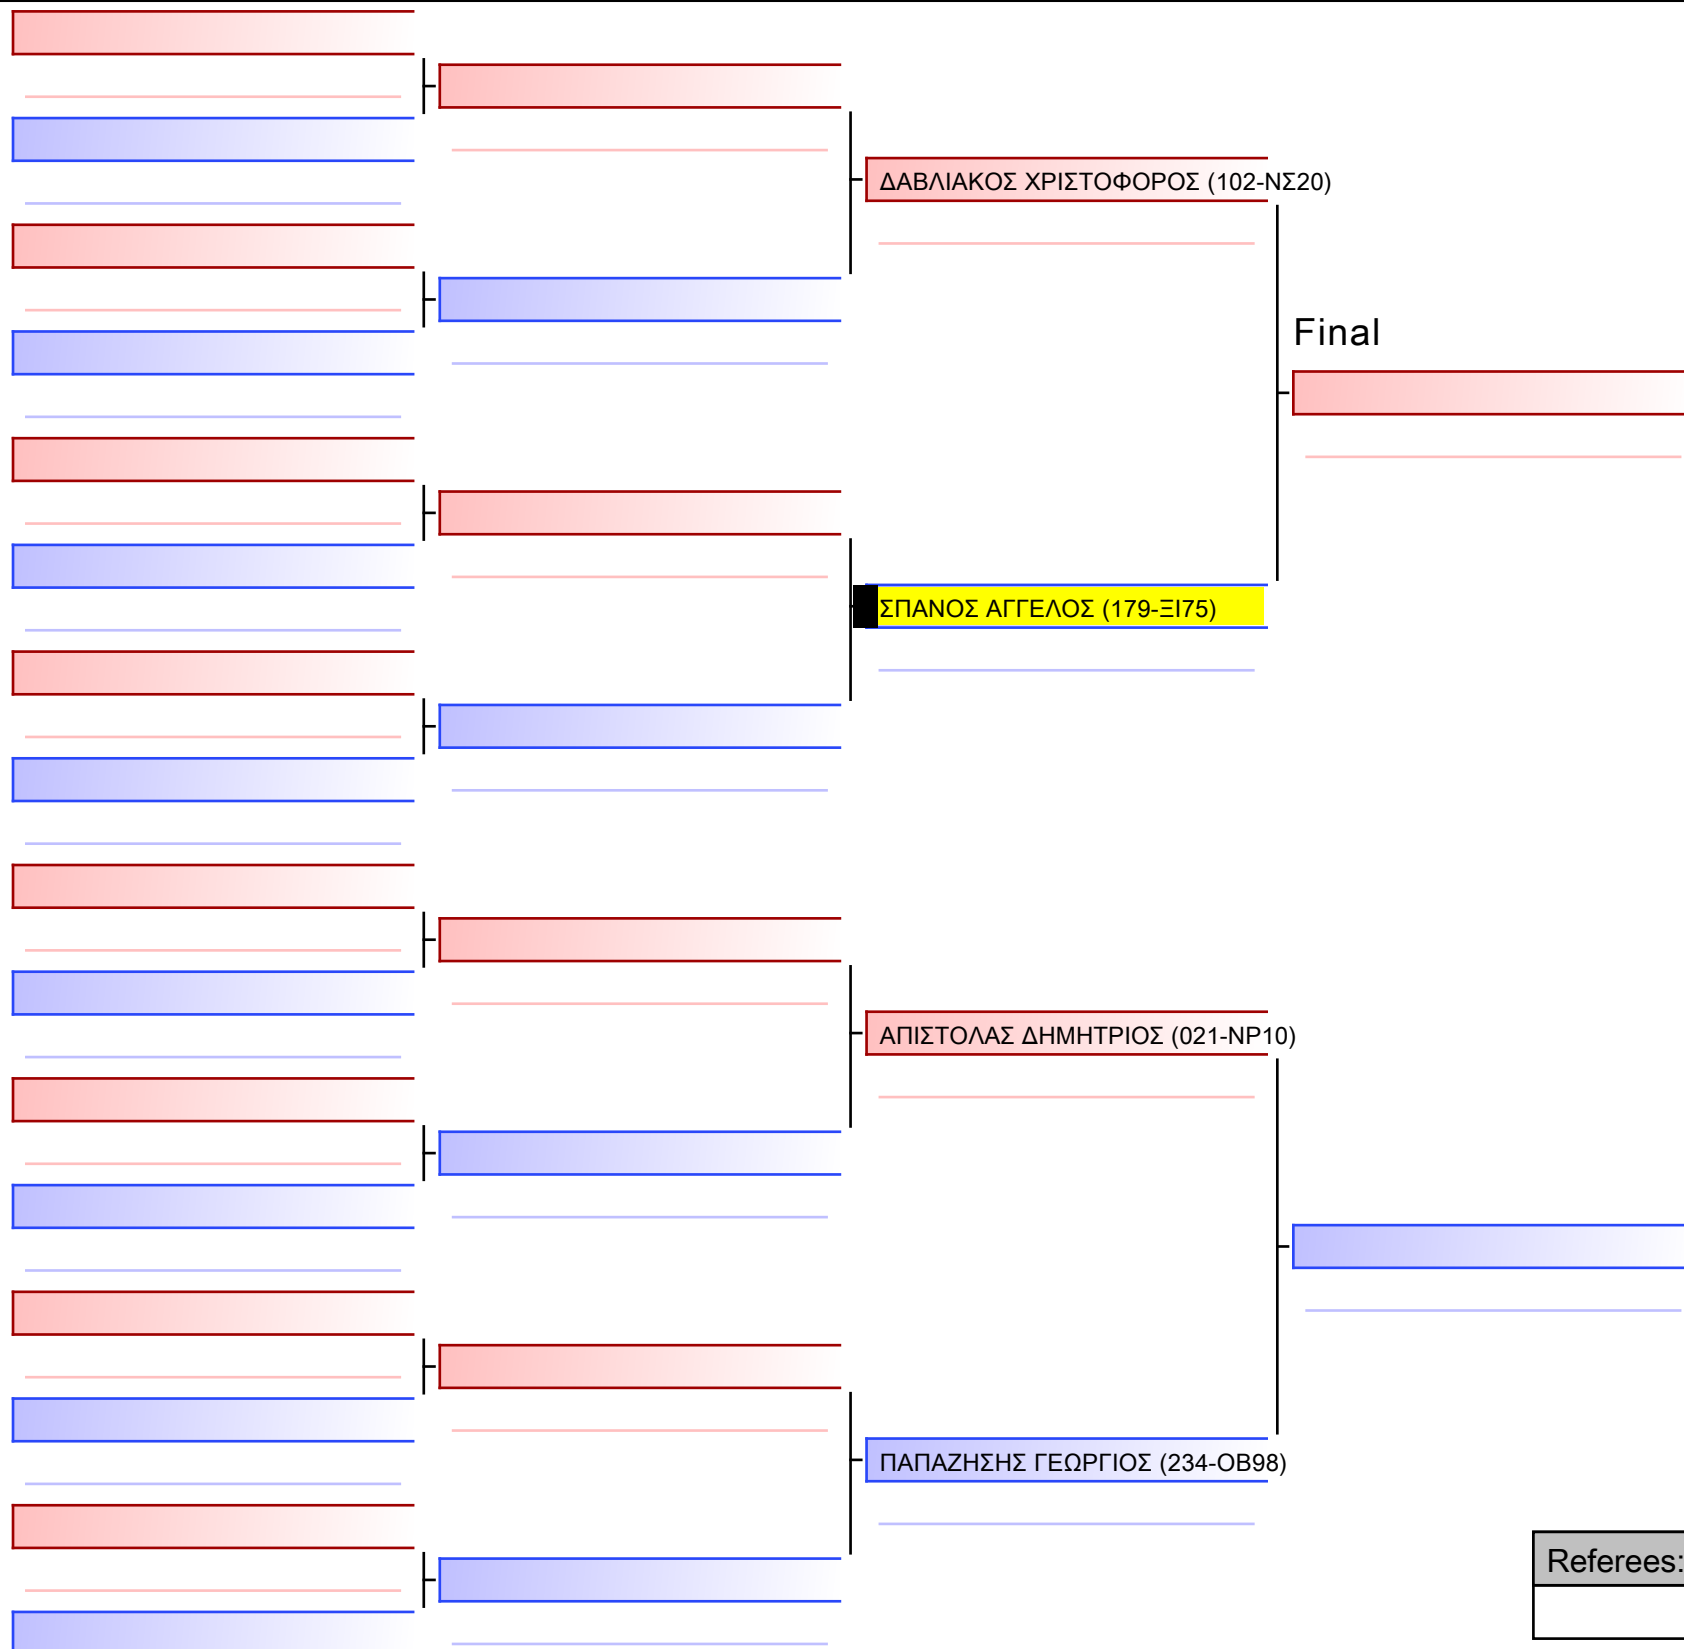 ΔΑΒΛΙΑΚΟΣ ΧΡΙΣΤΟΦΟΡΟΣ (102-ΝΣ20)
Final
ΣΠΑΝΟΣ ΑΓΓΕΛΟΣ (179-ΞΙ75)
ΑΠΙΣΤΟΛΑΣ ΔΗΜΗΤΡΙΟΣ (021-ΝΡ10)
ΠΑΠΑΖΗΣΗΣ ΓΕΩΡΓΙΟΣ (234-ΟΒ98)
Referees: